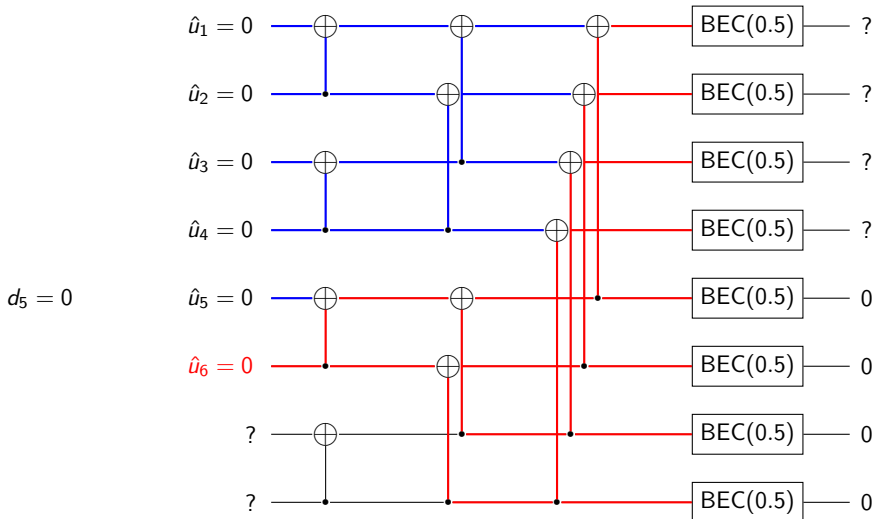 û₁ = 0 BEC(0.5) ?
û₂ = 0 BEC(0.5) ?
û₃ = 0 BEC(0.5) ?
û₄ = 0 BEC(0.5) ?
d₅ = 0 û₅ = 0 BEC(0.5) 0
û₆ = 0 BEC(0.5) 0
? BEC(0.5) 0
? BEC(0.5) 0